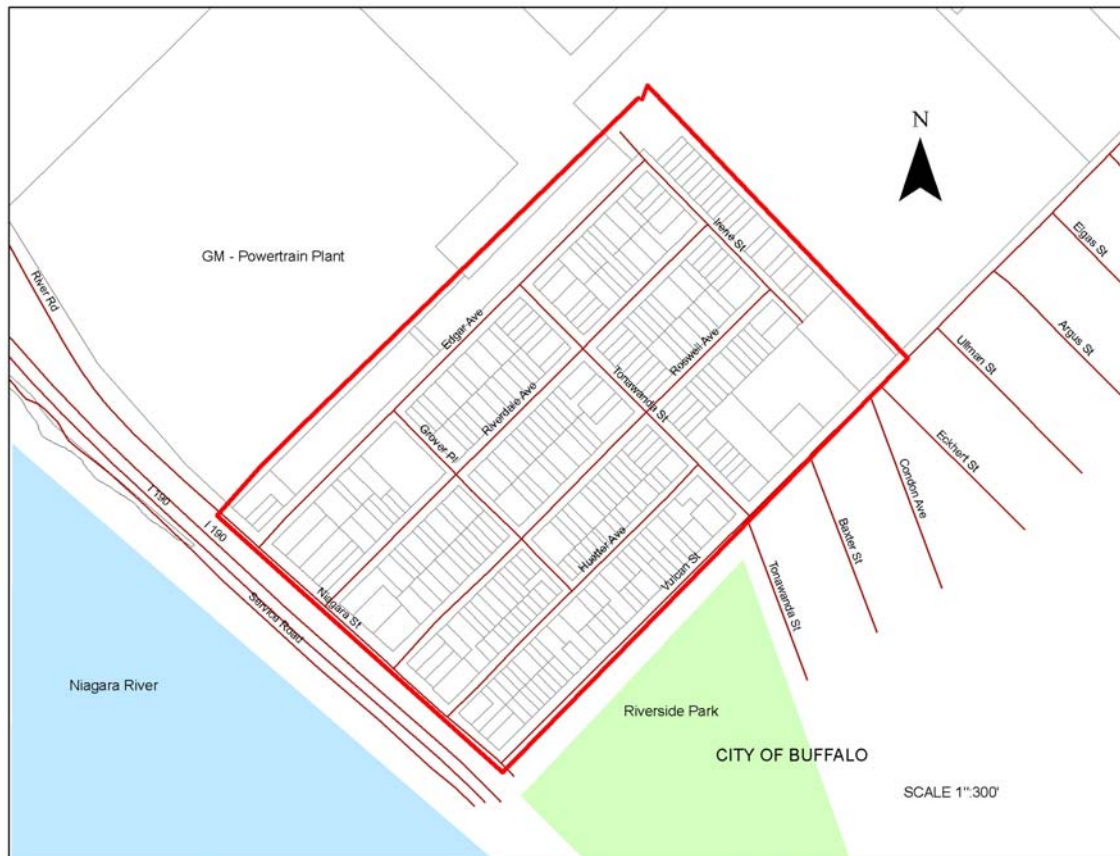 N
Elgas St
Irene St
GM - Powertrain Plant
River Rd
Argus St
Edgar Ave
Ullman St
Roswell Ave
Tonawanda St
Riverdale Ave
Grover Pl
Eckhert St
Condon Ave
I 190
I 190
Baxter St
Huetter Ave
Vulcan St
Tonawanda St
Niagara St
Service Road
Niagara River
Riverside Park
CITY OF BUFFALO
SCALE 1":300'